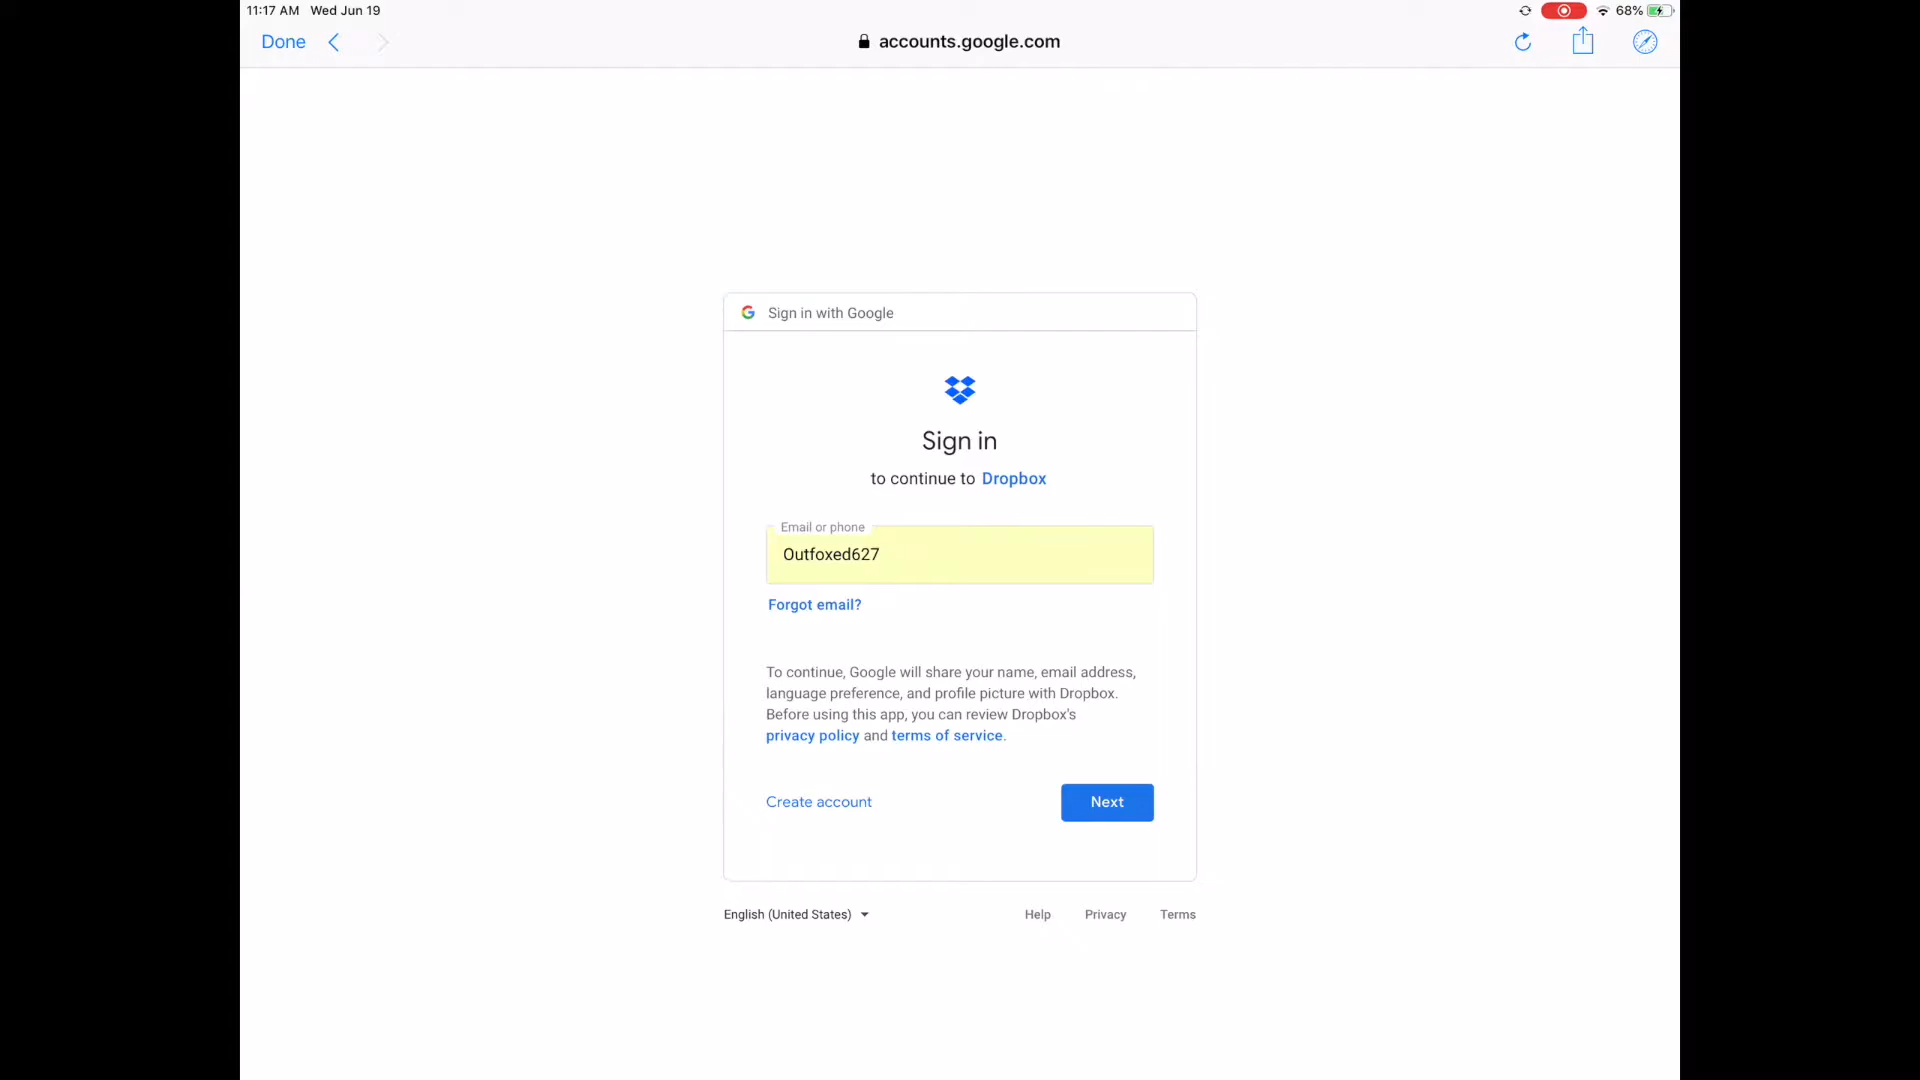 11:17 AM Wed Jun 19
68%
Done
accounts.google.com
Sign in with Google
Sign in
to continue to Dropbox
Email or phone
Outfoxed627
Forgot email?
To continue, Google will share your name, email address,
language preference, and profile picture with Dropbox.
Before using this app, you can review Dropbox's
privacy policy and terms of service.
Create account
Next
English (United States)
Help Privacy Terms